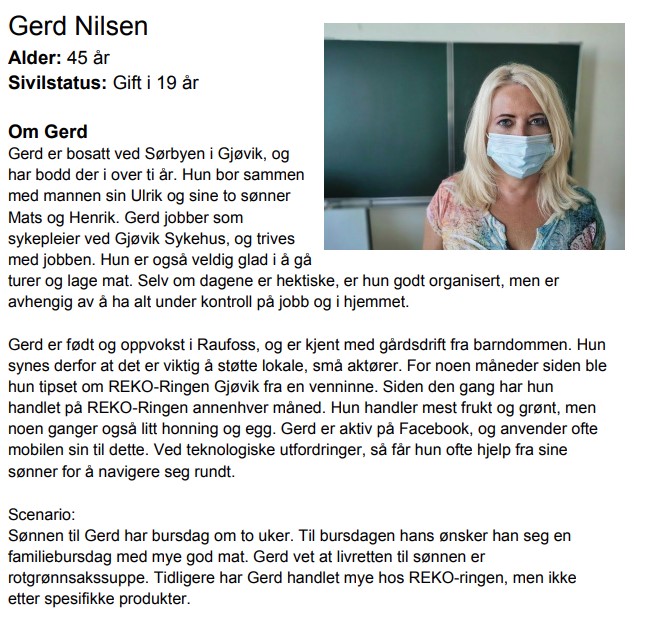 Gerd Nilsen
Alder: 45 år
Sivilstatus: Gift i 19 år
Om Gerd
Gerd er bosatt ved Sørbyen i Gjøvik, og
har bodd der i over ti år. Hun bor sammen
med mannen sin Ulrik og sine to sønner
Mats og Henrik. Gerd jobber som
sykepleier ved Gjøvik Sykehus, og trives
med jobben. Hun er også veldig glad i å gå
turer og lage mat. Selv om dagene er hektiske, er hun godt organisert, men er
avhengig av å ha alt under kontroll på jobb og i hjemmet.
Gerd er født og oppvokst i Raufoss, og er kjent med gårdsdrift fra barndommen. Hun
synes derfor at det er viktig å støtte lokale, små aktører. For noen måneder siden ble
hun tipset om REKO-Ringen Gjøvik fra en venninne. Siden den gang har hun
handlet på REKO-Ringen annenhver måned. Hun handler mest frukt og grønt, men
noen ganger også litt honning og egg. Gerd er aktiv på Facebook, og anvender ofte
mobilen sin til dette. Ved teknologiske utfordringer, så får hun ofte hjelp fra sine
sønner for å navigere seg rundt.
Scenario:
Sønnen til Gerd har bursdag om to uker. Til bursdagen hans ønsker han seg en
familiebursdag med mye god mat. Gerd vet at livretten til sønnen er
rotgrønnsakssuppe. Tidligere har Gerd handlet mye hos REKO-ringen, men ikke
etter spesifikke produkter.